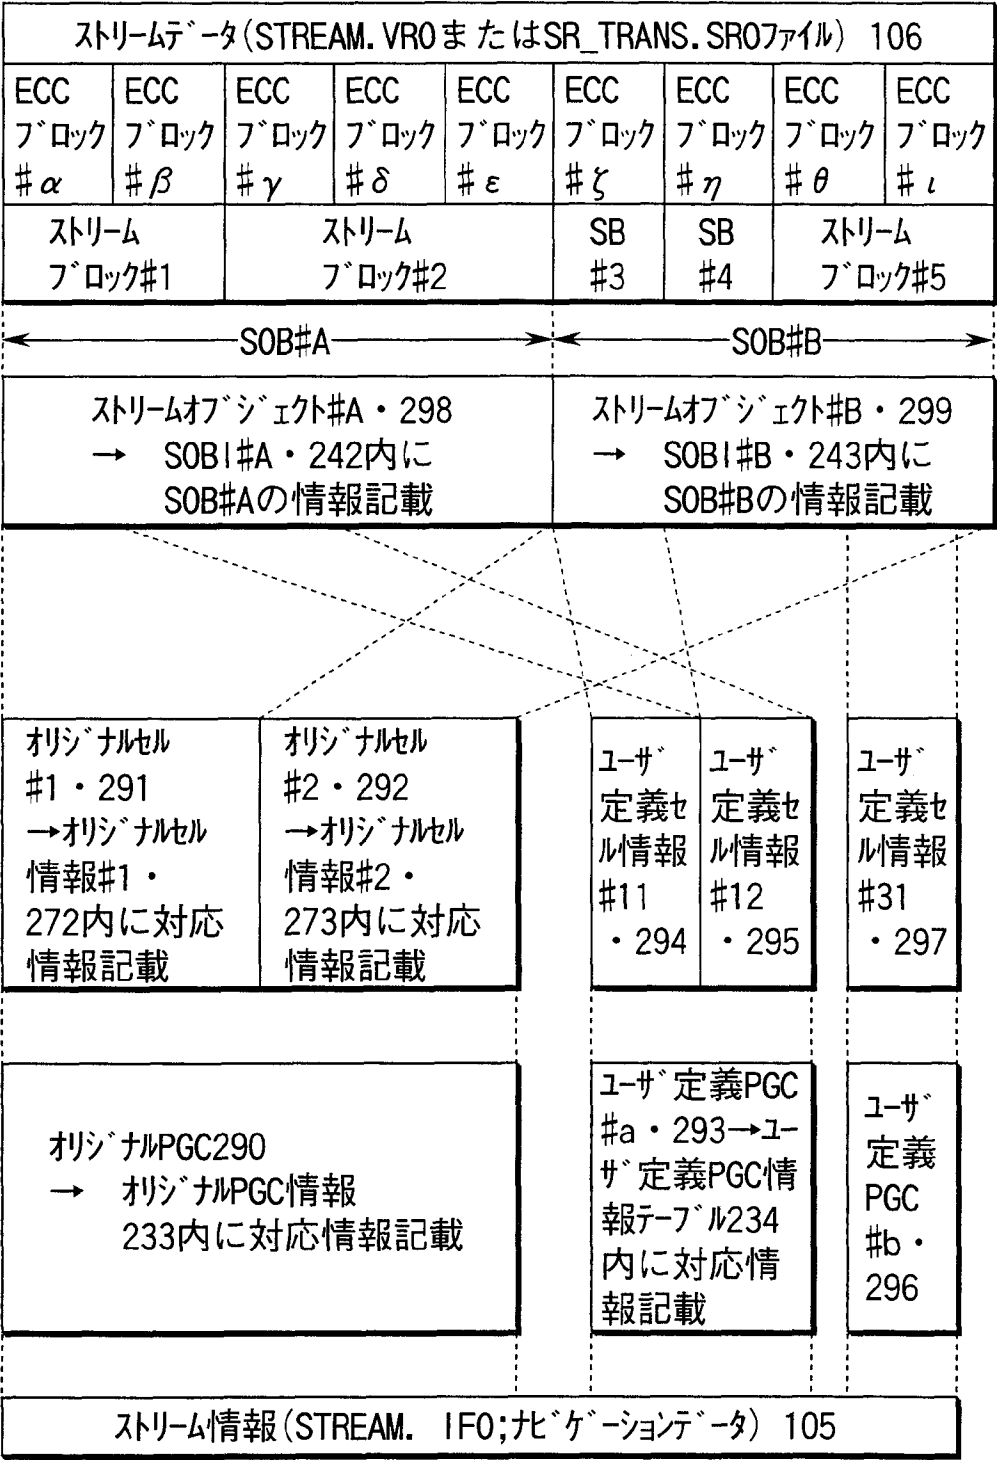 ストリームデータ(STREAM.VROまたはSR_TRANS.SROファイル) 106
ECC
ブロック
#α
ECC
ブロック
#β
ECC
ブロック
#γ
ECC
ブロック
#δ
ECC
ブロック
#ε
ECC
ブロック
#ζ
ECC
ブロック
#η
ECC
ブロック
#θ
ECC
ブロック
#ι
ストリーム
ブロック#1
ストリーム
ブロック#2
SB
#3
SB
#4
ストリーム
ブロック#5
SOB#A
SOB#B
ストリームオブジェクト#A・298
→ SOBI#A・242内に
SOB#Aの情報記載
ストリームオブジェクト#B・299
→ SOBI#B・243内に
SOB#Bの情報記載
オリジナルセル
#1・291
→オリジナルセル
情報#1・
272内に対応
情報記載
オリジナルセル
#2・292
→オリジナルセル
情報#2・
273内に対応
情報記載
ユーザ
定義セ
ル情報
#11
・294
ユーザ
定義セ
ル情報
#12
・295
ユーザ
定義セ
ル情報
#31
・297
オリジナルPGC290
→ オリジナルPGC情報
233内に対応情報記載
ユーザ定義PGC
#a・293→ユー
ザ定義PGC情
報テーブル234
内に対応情
報記載
ユーザ
定義
PGC
#b・
296
ストリーム情報(STREAM. IFO;ナビゲーションデータ) 105